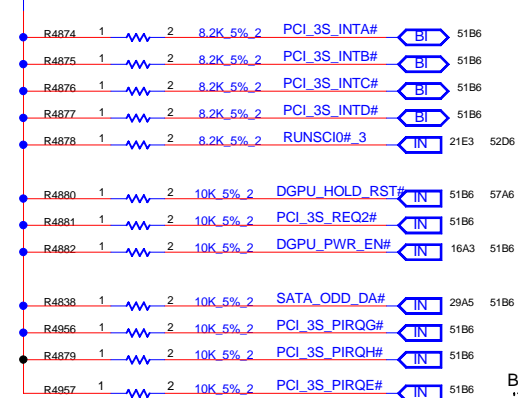 R4874 1 2 8.2K_5%_2 PCI_3S_INTA# BI 51B6
R4875 1 2 8.2K_5%_2 PCI_3S_INTB# BI 51B6
R4876 1 2 8.2K_5%_2 PCI_3S_INTC# BI 51B6
R4877 1 2 8.2K_5%_2 PCI_3S_INTD# BI 51B6
R4878 1 2 8.2K_5%_2 RUNSCI0#_3 IN 21E3 52D6
R4880 1 2 10K_5%_2 DGPU_HOLD_RST# IN 51B6 57A6
R4881 1 2 10K_5%_2 PCI_3S_REQ2# IN 51B6
R4882 1 2 10K_5%_2 DGPU_PWR_EN# IN 16A3 51B6
R4838 1 2 10K_5%_2 SATA_ODD_DA# IN 29A5 51B6
R4956 1 2 10K_5%_2 PCI_3S_PIRQG# IN 51B6
R4879 1 2 10K_5%_2 PCI_3S_PIRQH# IN 51B6
R4957 1 2 10K_5%_2 PCI_3S_PIRQE# IN 51B6
B